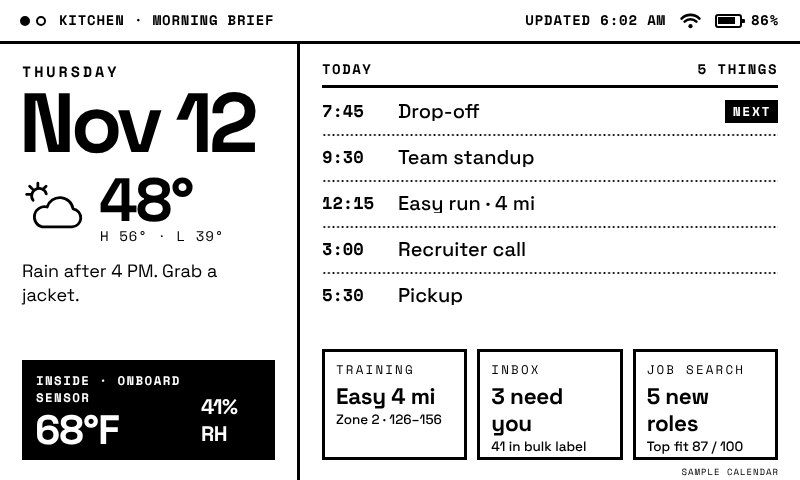 KITCHEN · MORNING BRIEF
UPDATED 6:02 AM
86%
THURSDAY
Nov 12
48°
H 56° · L 39°
Rain after 4 PM. Grab a
jacket.
INSIDE · ONBOARD
SENSOR
68°F
41%
RH
TODAY
5 THINGS
7:45 Drop-off NEXT
9:30 Team standup
12:15 Easy run · 4 mi
3:00 Recruiter call
5:30 Pickup
TRAINING
Easy 4 mi
Zone 2 · 126–156
INBOX
3 need
you
41 in bulk label
JOB SEARCH
5 new
roles
Top fit 87 / 100
SAMPLE CALENDAR